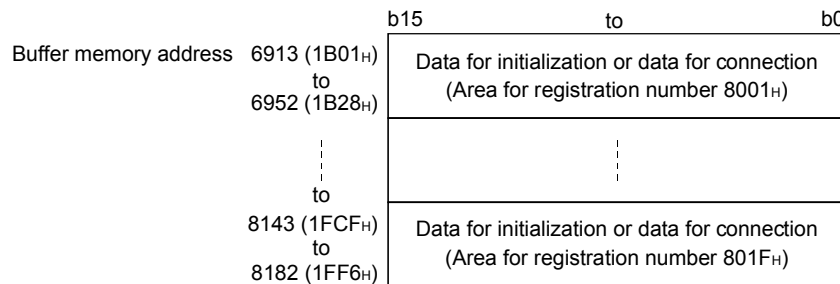 b15 to b0
Buffer memory address 6913 (1B01H)
to
6952 (1B28H)
Data for initialization or data for connection
(Area for registration number 8001H)
to
8143 (1FCFH)
to
8182 (1FF6H)
Data for initialization or data for connection
(Area for registration number 801FH)